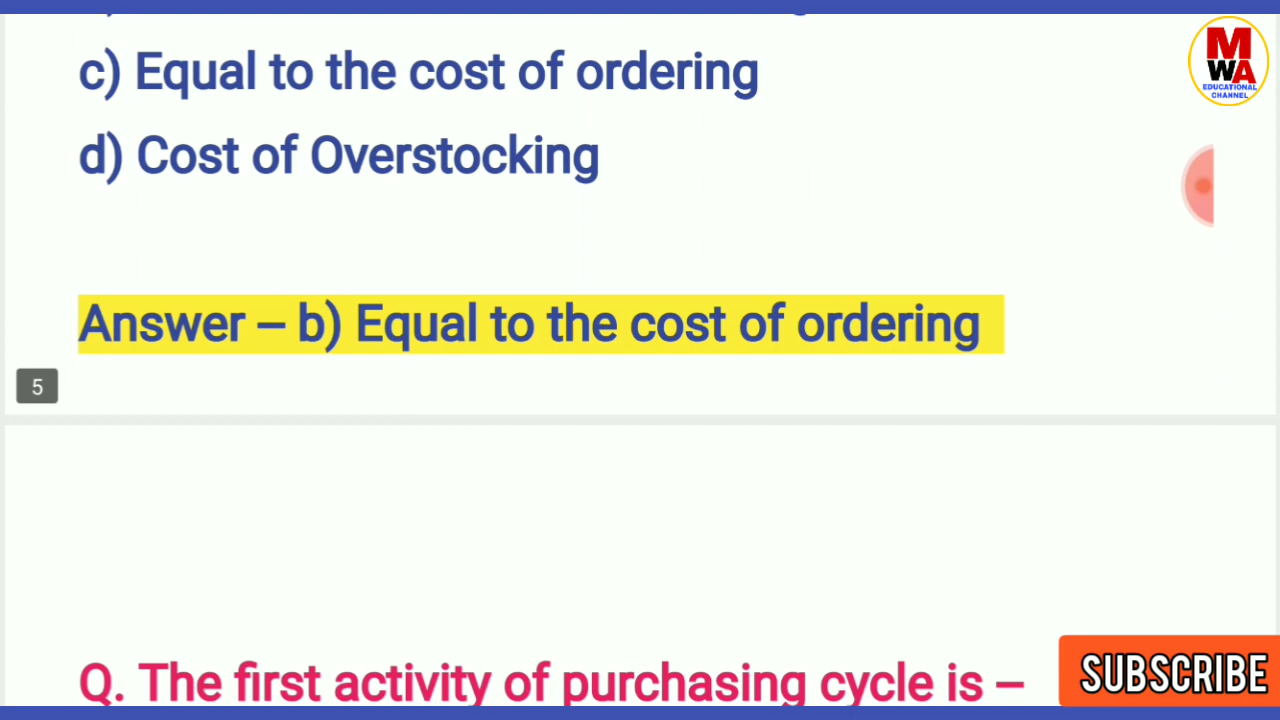 c) Equal to the cost of ordering
d) Cost of Overstocking
Answer – b) Equal to the cost of ordering
5
Q. The first activity of purchasing cycle is –
MWA
EDUCATIONAL
CHANNEL
SUBSCRIBE